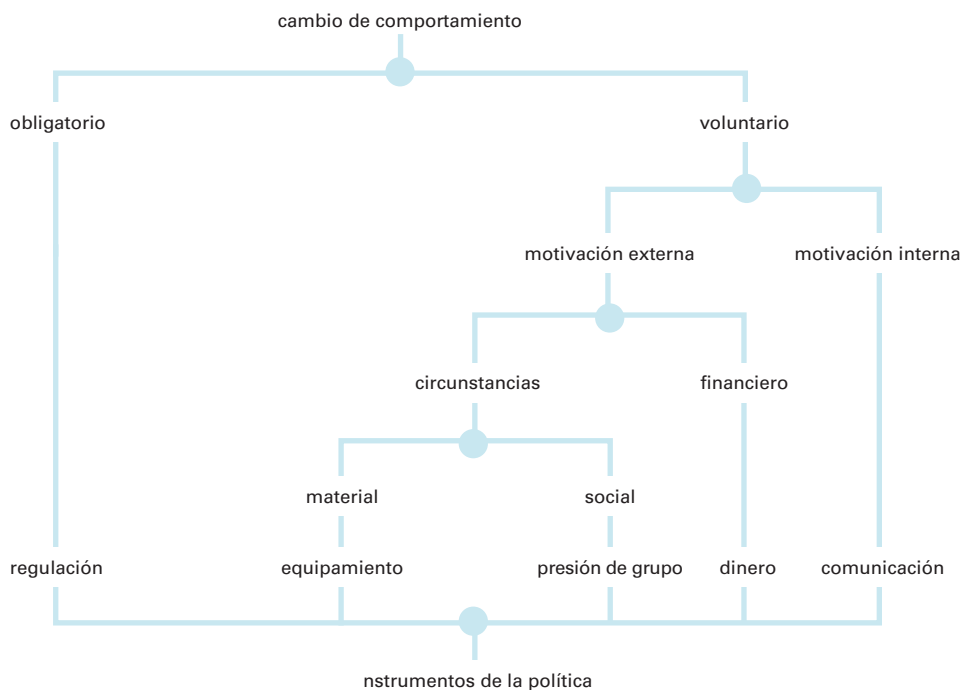 cambio de comportamiento
obligatorio
voluntario
motivación externa
motivación interna
circunstancias
financiero
material
social
regulación
equipamiento
presión de grupo
dinero
comunicación
nstrumentos de la política